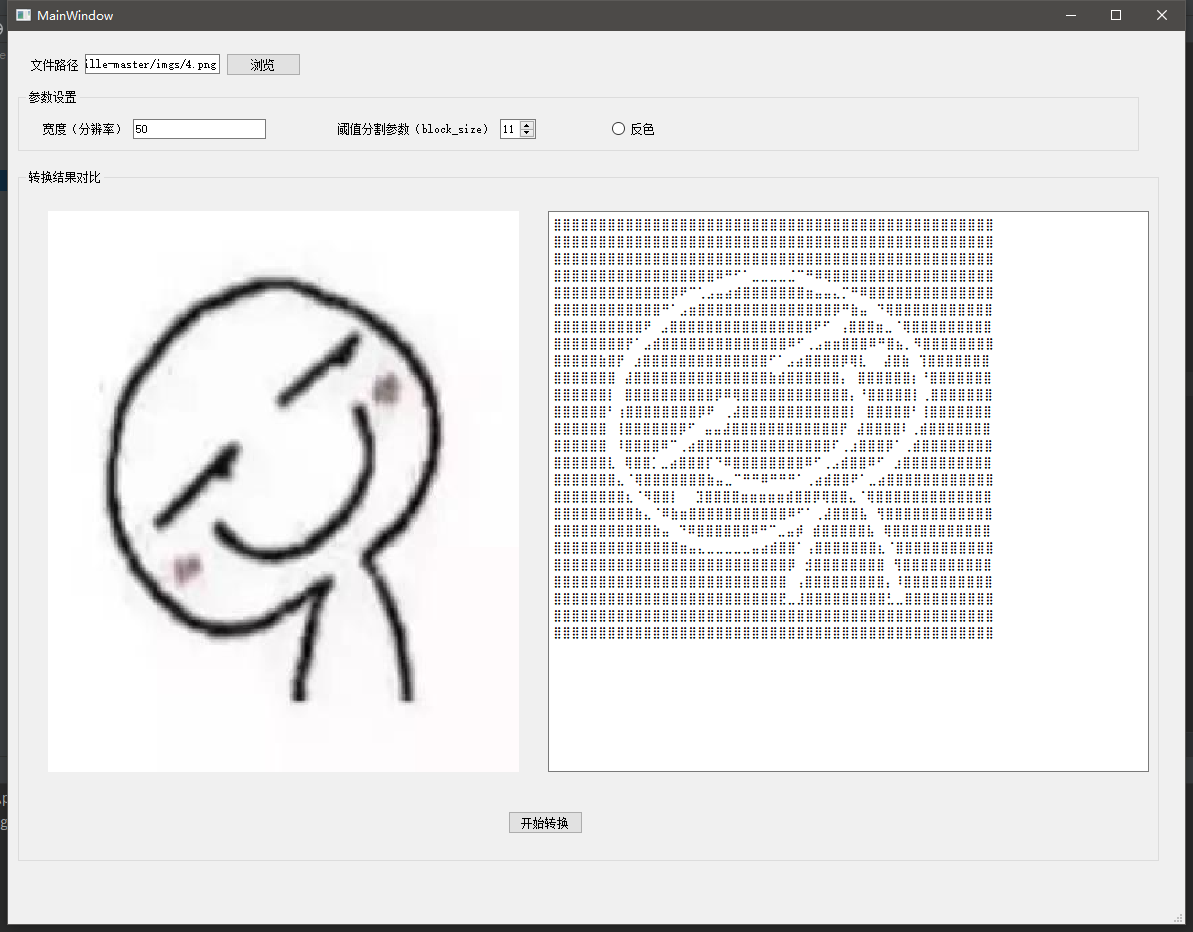 MainWindow
文件路径 ille-master/imgs/4.png 浏览
参数设置
宽度（分辨率） 50 阈值分割参数（block_size） 11 反色
转换结果对比
开始转换